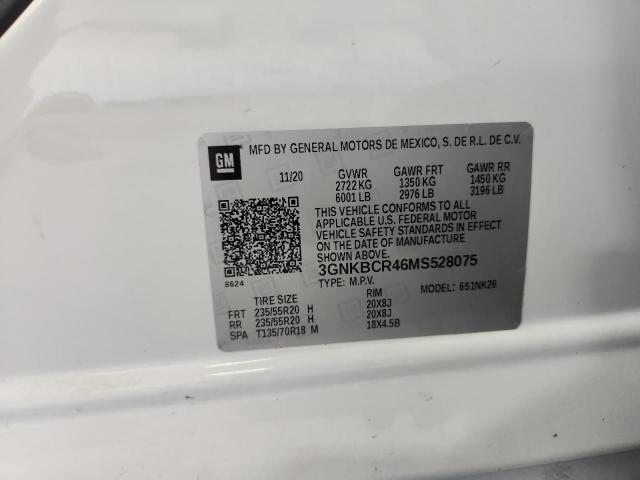 GM
MFD BY GENERAL MOTORS DE MEXICO, S. DE R.L. DE C.V.
11/20 GVWR GAWR FRT GAWR RR
2722 KG 1350 KG 1450 KG
6001 LB 2976 LB 3196 LB
THIS VEHICLE CONFORMS TO ALL
APPLICABLE U.S. FEDERAL MOTOR
VEHICLE SAFETY STANDARDS IN EFFECT
ON THE DATE OF MANUFACTURE
SHOWN ABOVE.
3GNKBCR46MS528075
8624 TYPE: M.P.V. MODEL: 651NK26
TIRE SIZE RIM
FRT 235/55R20 H 20X8J
RR 235/55R20 H 20X8J
SPA T135/70R18 M 18X4.5B